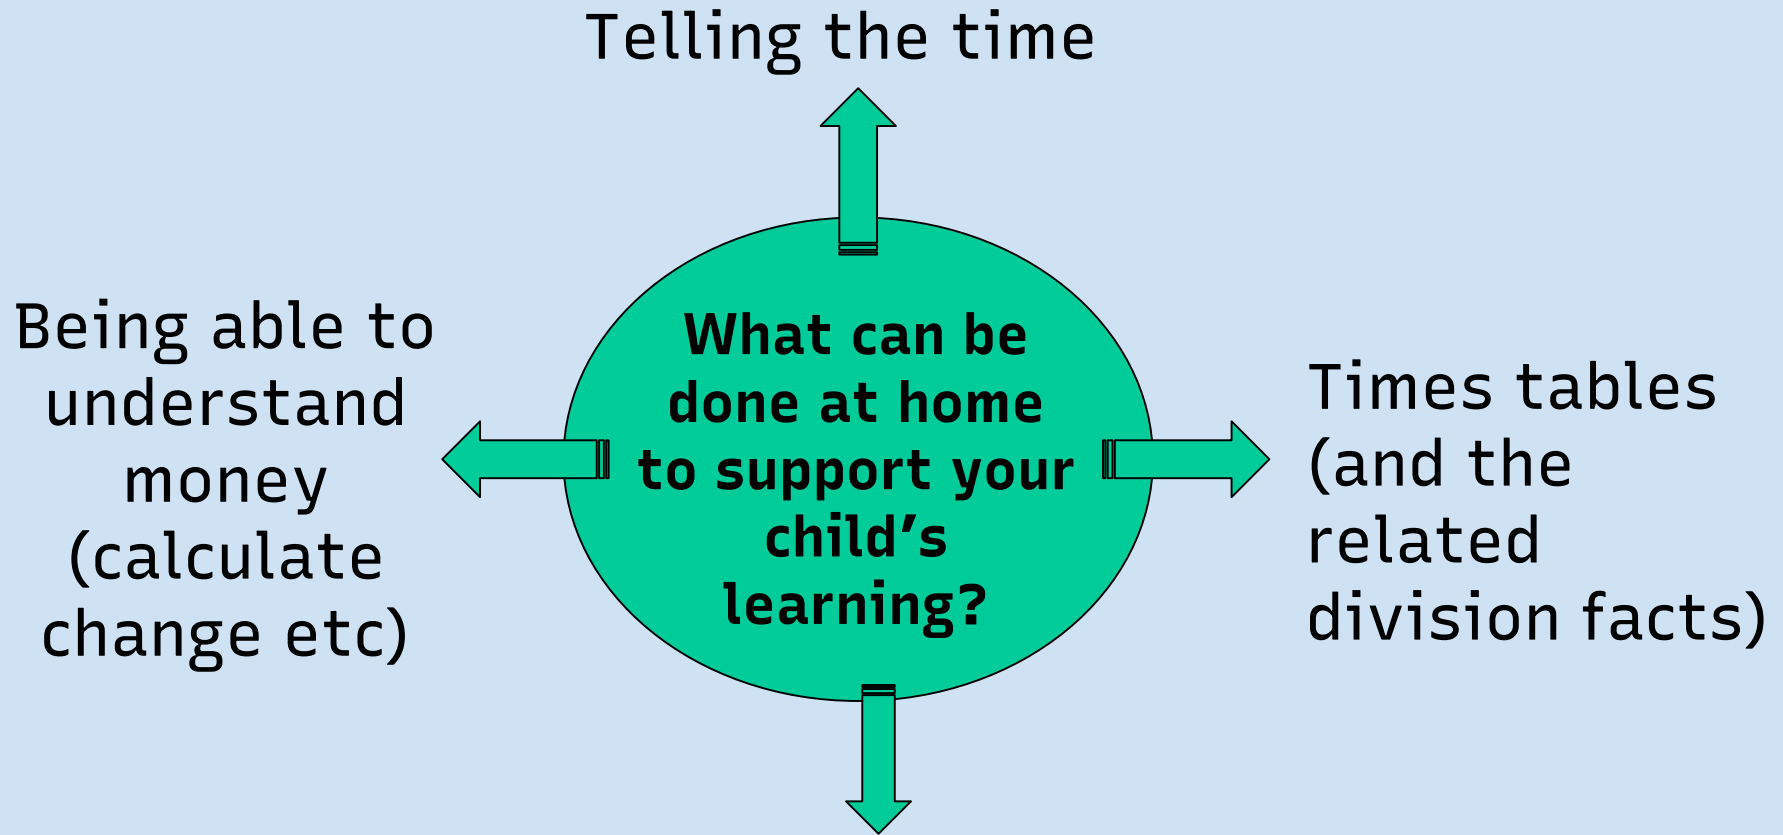 Telling the time
Being able to
understand
money
(calculate
change etc)
What can be
done at home
to support your
child’s
learning?
Times tables
(and the
related
division facts)